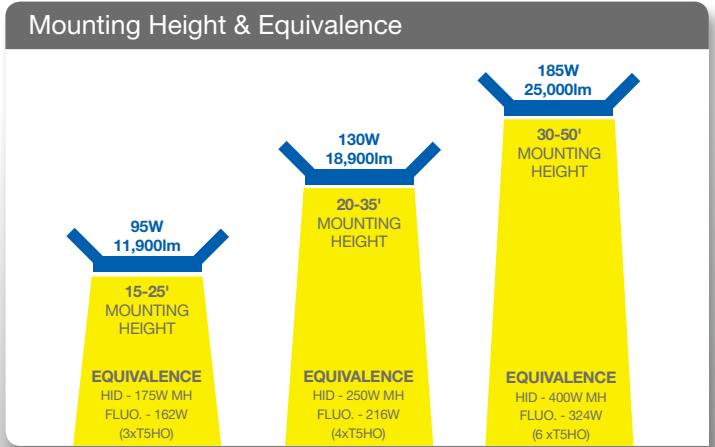 Mounting Height & Equivalence
95W
11,900lm
15-25'
MOUNTING
HEIGHT
EQUIVALENCE
HID - 175W MH
FLUO. - 162W
(3xT5HO)
130W
18,900lm
20-35'
MOUNTING
HEIGHT
EQUIVALENCE
HID - 250W MH
FLUO. - 216W
(4xT5HO)
185W
25,000lm
30-50'
MOUNTING
HEIGHT
EQUIVALENCE
HID - 400W MH
FLUO. - 324W
(6 xT5HO)